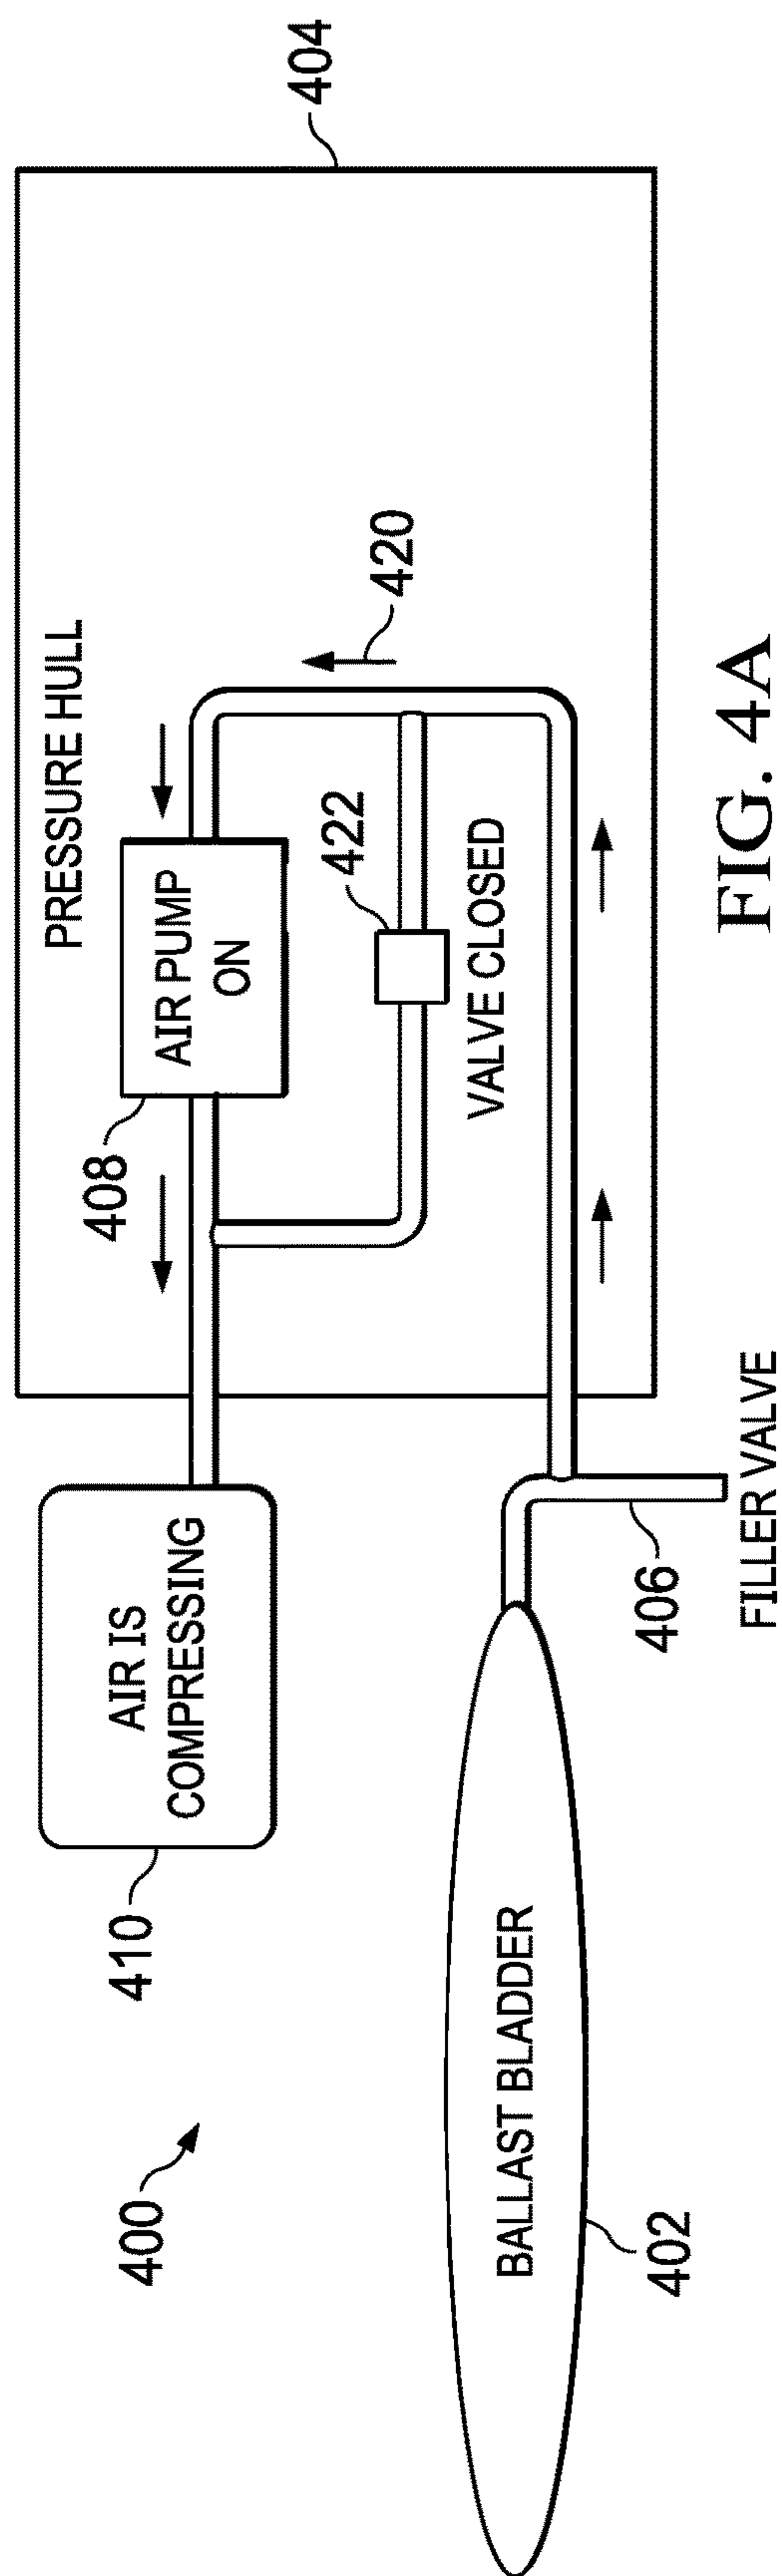 404
PRESSURE HULL
AIR PUMP
ON
408
420
422
VALVE CLOSED
AIR IS
COMPRESSING
410
406
FILLER VALVE
400
BALLAST BLADDER
402
FIG. 4A